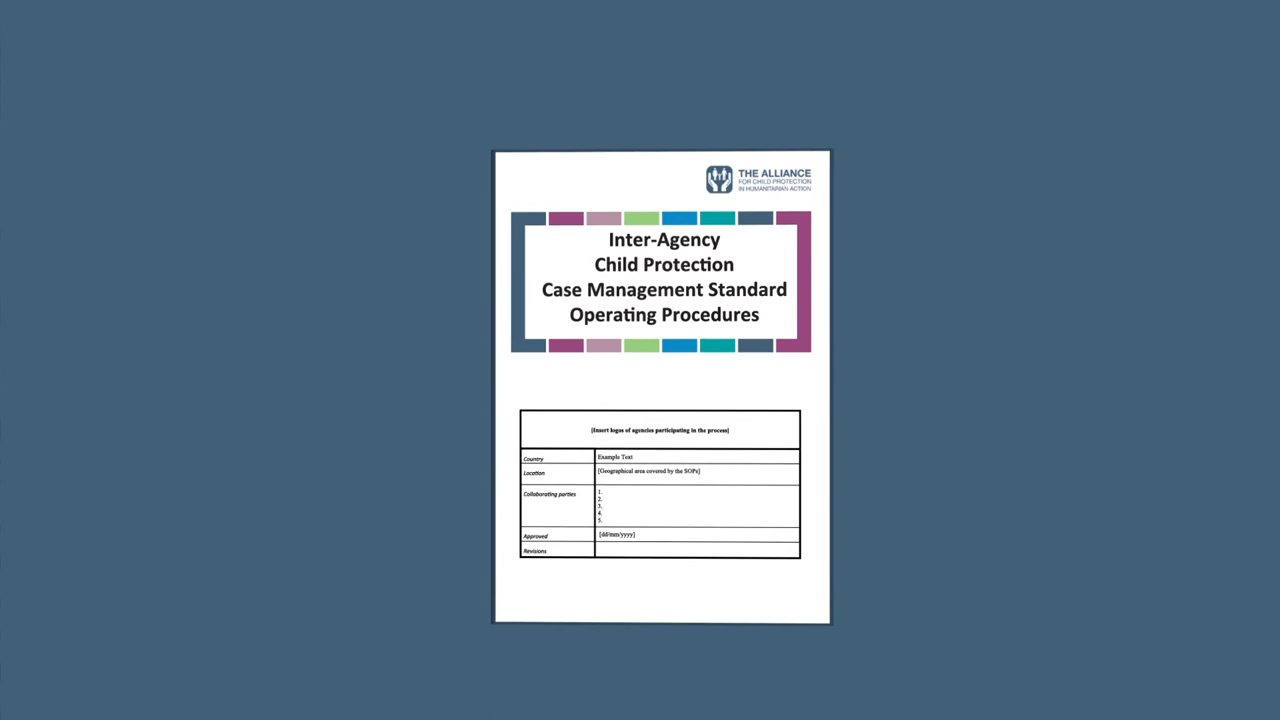 THE ALLIANCE
FOR CHILD PROTECTION
IN HUMANITARIAN ACTION
Inter-Agency
Child Protection
Case Management Standard
Operating Procedures
[Insert logos of agencies participating in the process]
Country Example Text
Location [Geographical area covered by the SOPs]
Collaborating parties 1.
2.
3.
4.
5.
Approved [dd/mm/yyyy]
Revisions